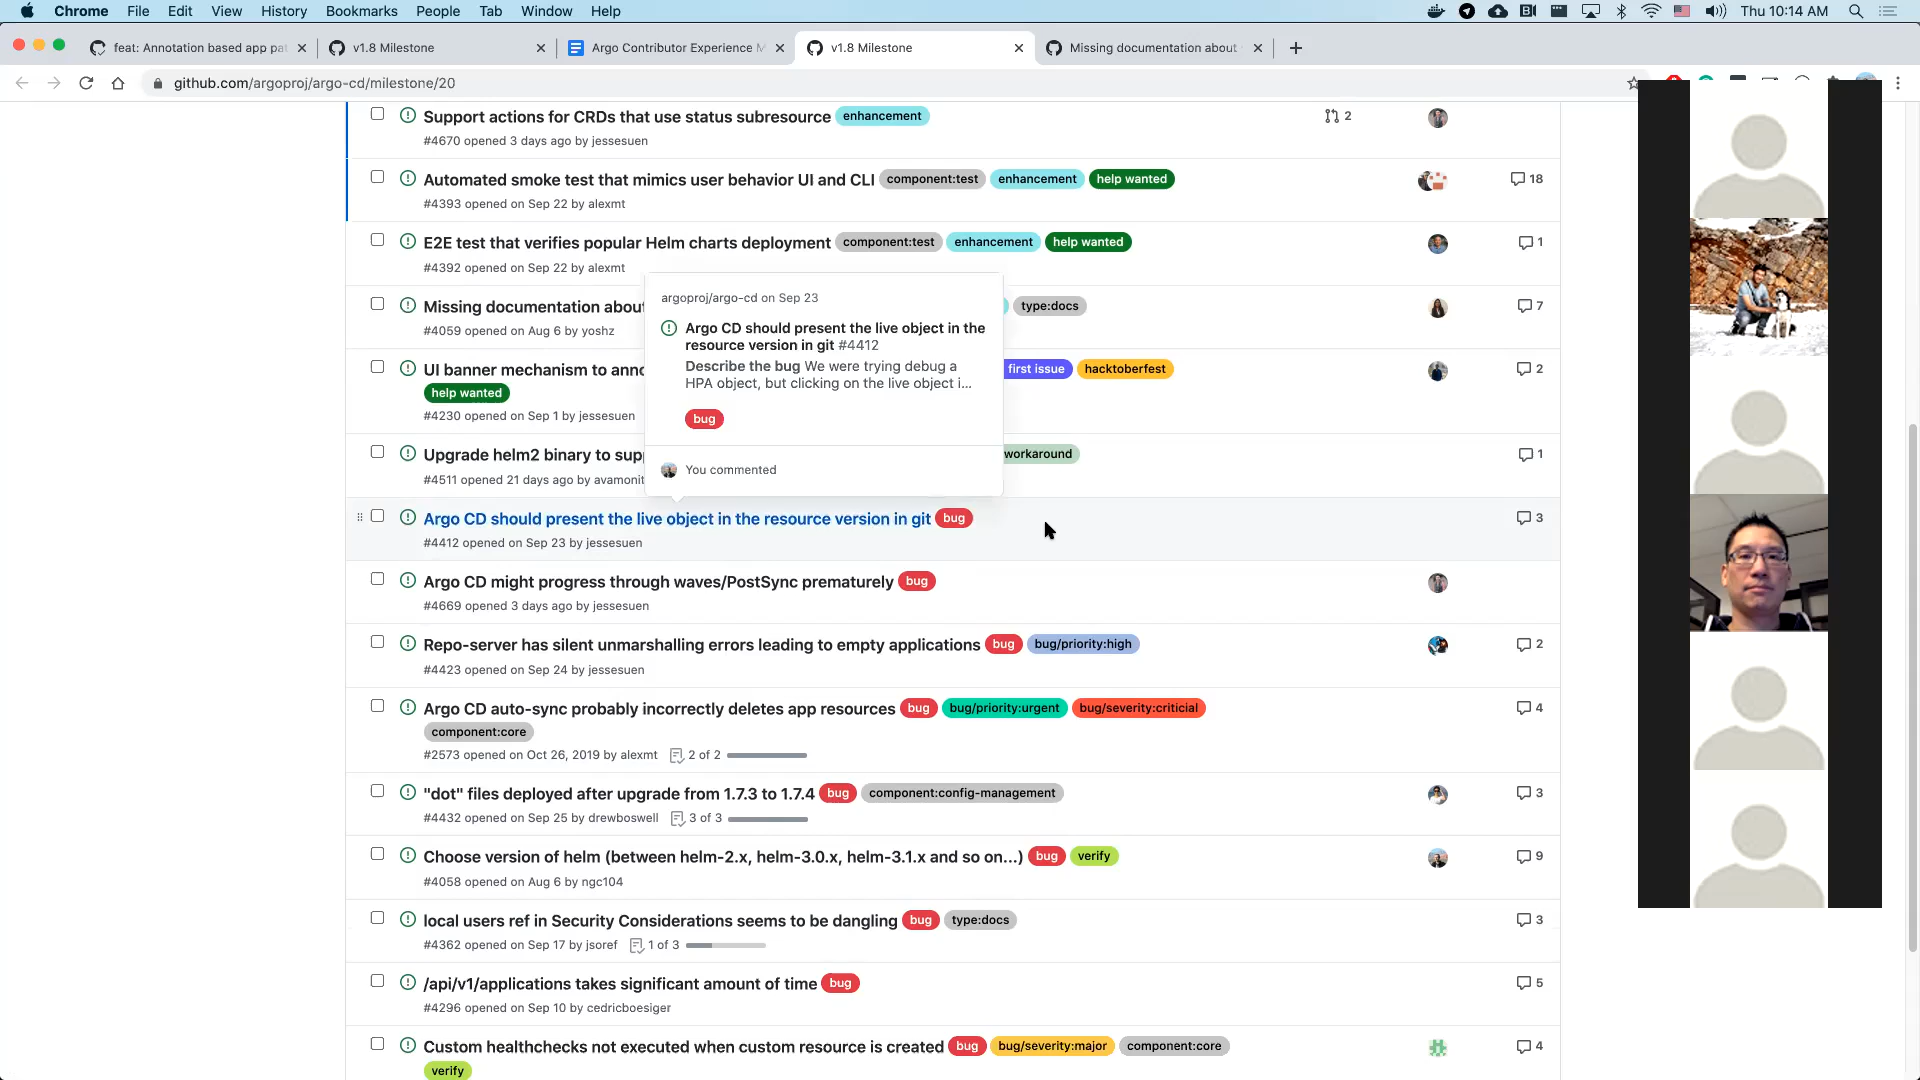 Chrome File Edit View History Bookmarks People Tab Window Help Thu 10:14 AM
feat: Annotation based app pat v1.8 Milestone Argo Contributor Experience M v1.8 Milestone Missing documentation about
github.com/argoproj/argo-cd/milestone/20
Support actions for CRDs that use status subresource enhancement 2
#4670 opened 3 days ago by jessesuen
Automated smoke test that mimics user behavior UI and CLI component:test enhancement help wanted 18
#4393 opened on Sep 22 by alexmt
E2E test that verifies popular Helm charts deployment component:test enhancement help wanted 1
#4392 opened on Sep 22 by alexmt
argoproj/argo-cd on Sep 23
Missing documentation about type:docs 7
#4059 opened on Aug 6 by yoshz
Argo CD should present the live object in the
resource version in git #4412
Describe the bug We were trying debug a
HPA object, but clicking on the live object i...
bug
You commented
UI banner mechanism to anno first issue hacktoberfest 2
help wanted
#4230 opened on Sep 1 by jessesuen
Upgrade helm2 binary to sup workaround 1
#4511 opened 21 days ago by avamonit
Argo CD should present the live object in the resource version in git bug 3
#4412 opened on Sep 23 by jessesuen
Argo CD might progress through waves/PostSync prematurely bug
#4669 opened 3 days ago by jessesuen
Repo-server has silent unmarshalling errors leading to empty applications bug bug/priority:high 2
#4423 opened on Sep 24 by jessesuen
Argo CD auto-sync probably incorrectly deletes app resources bug bug/priority:urgent bug/severity:criticial 4
component:core
#2573 opened on Oct 26, 2019 by alexmt 2 of 2
"dot" files deployed after upgrade from 1.7.3 to 1.7.4 bug component:config-management 3
#4432 opened on Sep 25 by drewboswell 3 of 3
Choose version of helm (between helm-2.x, helm-3.0.x, helm-3.1.x and so on...) bug verify 9
#4058 opened on Aug 6 by ngc104
local users ref in Security Considerations seems to be dangling bug type:docs 3
#4362 opened on Sep 17 by jsoref 1 of 3
/api/v1/applications takes significant amount of time bug 5
#4296 opened on Sep 10 by cedricboesiger
Custom healthchecks not executed when custom resource is created bug bug/severity:major component:core 4
verify